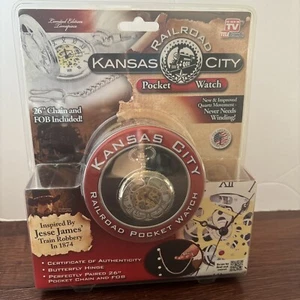 Limited Edition
Timepiece
AS SEEN ON
TV
RAILROAD
KANSAS CITY
Pocket Watch
New & Improved
Quartz Movement
Never Needs
Winding!
26" Chain and
FOB Included!
KANSAS CITY
RAILROAD POCKET WATCH
Inspired By
Jesse James'
Train Robbery
In 1874
• CERTIFICATE OF AUTHENTICITY
• BUTTERFLY HINGE
• PERFECTLY PAIRED 26"
POCKET CHAIN AND FOB
XII